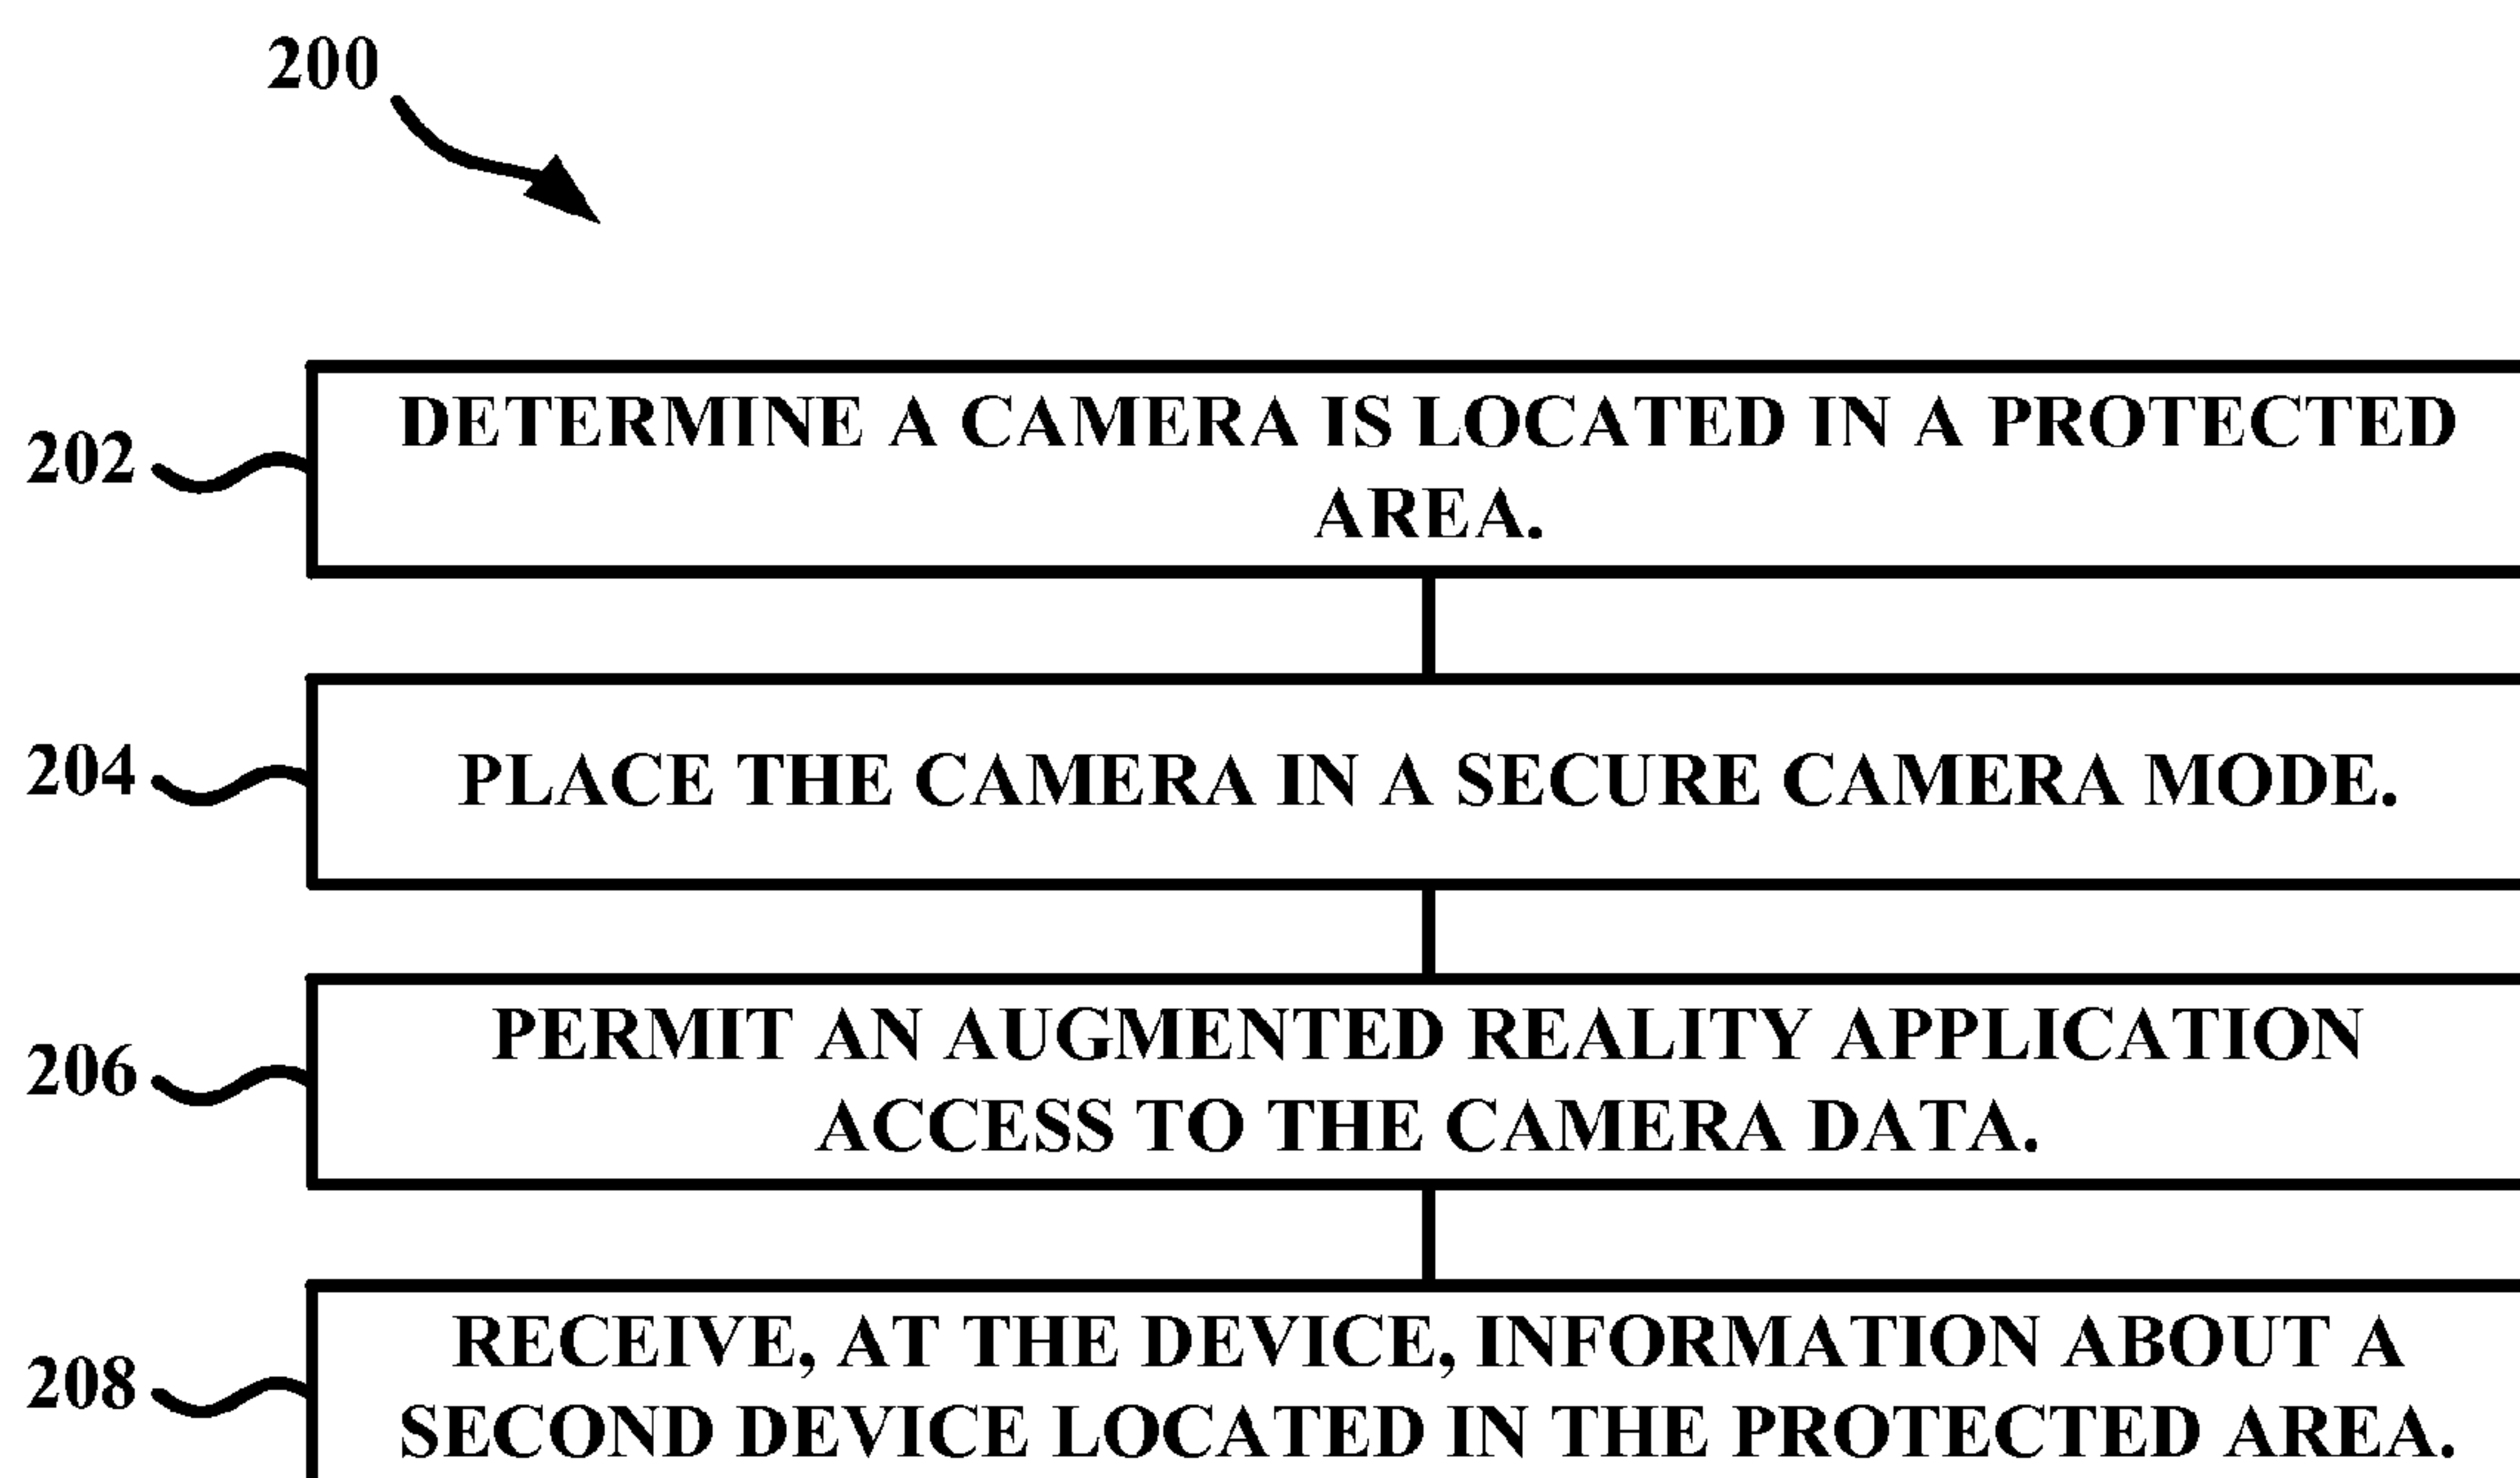 200
202
DETERMINE A CAMERA IS LOCATED IN A PROTECTED
AREA.
204
PLACE THE CAMERA IN A SECURE CAMERA MODE.
206
PERMIT AN AUGMENTED REALITY APPLICATION
ACCESS TO THE CAMERA DATA.
208
RECEIVE, AT THE DEVICE, INFORMATION ABOUT A
SECOND DEVICE LOCATED IN THE PROTECTED AREA.